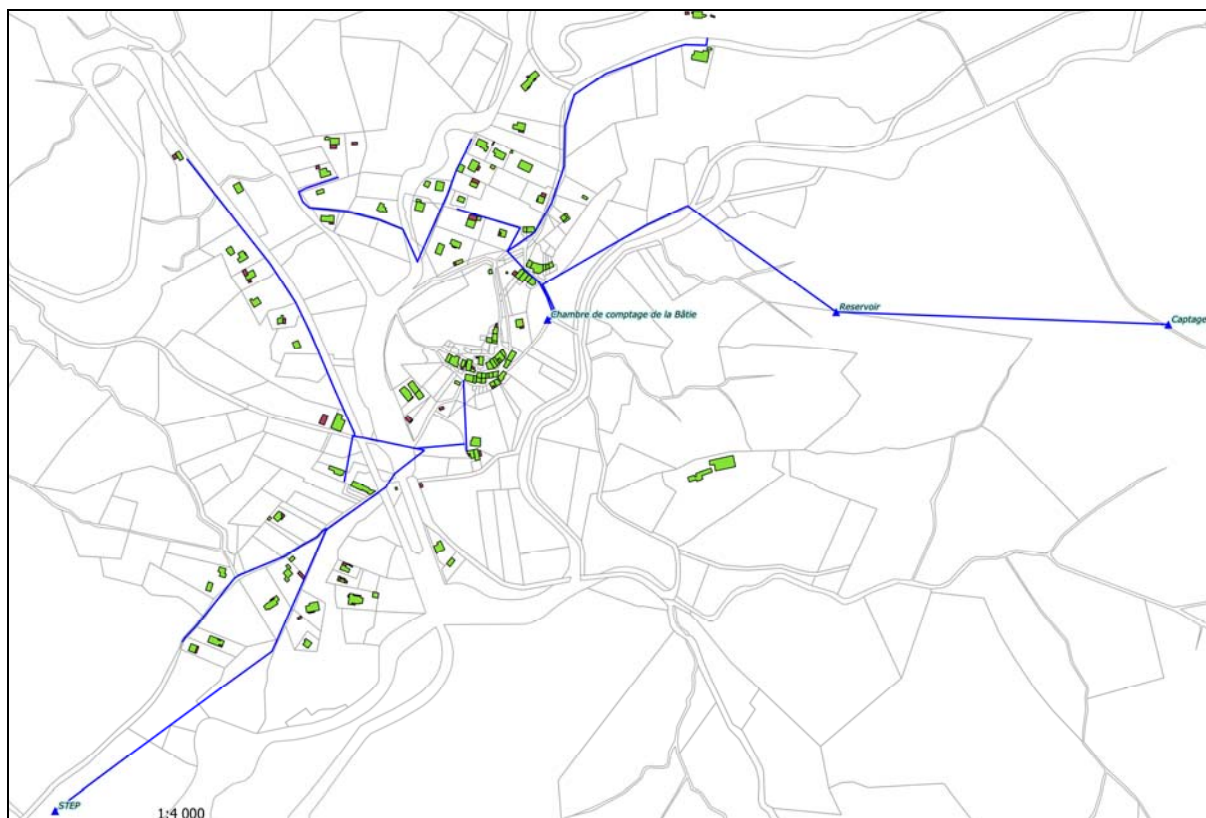 Reservoir
Chambre de comptage de la Bâtie
Captage
STEP
1:4 000